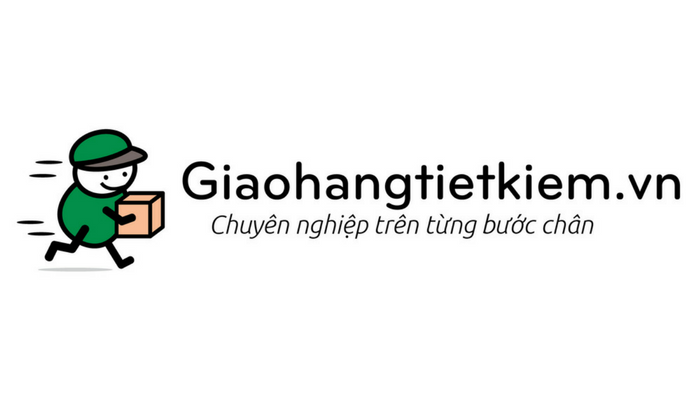 Giaohangtietkiem.vn
Chuyên nghiệp trên từng bước chân